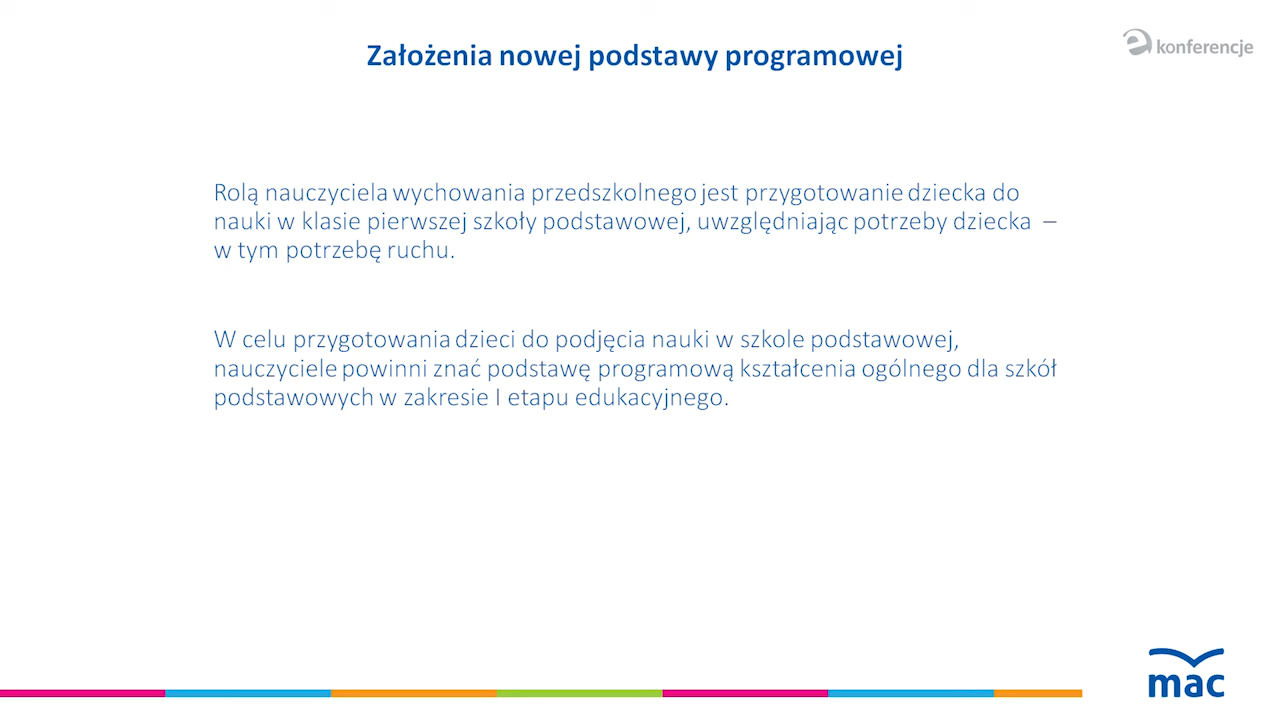 Założenia nowej podstawy programowej
e konferencje
Rolą nauczyciela wychowania przedszkolnego jest przygotowanie dziecka do
nauki w klasie pierwszej szkoły podstawowej, uwzględniając potrzeby dziecka –
w tym potrzebę ruchu.
W celu przygotowania dzieci do podjęcia nauki w szkole podstawowej,
nauczyciele powinni znać podstawę programową kształcenia ogólnego dla szkół
podstawowych w zakresie I etapu edukacyjnego.
mac